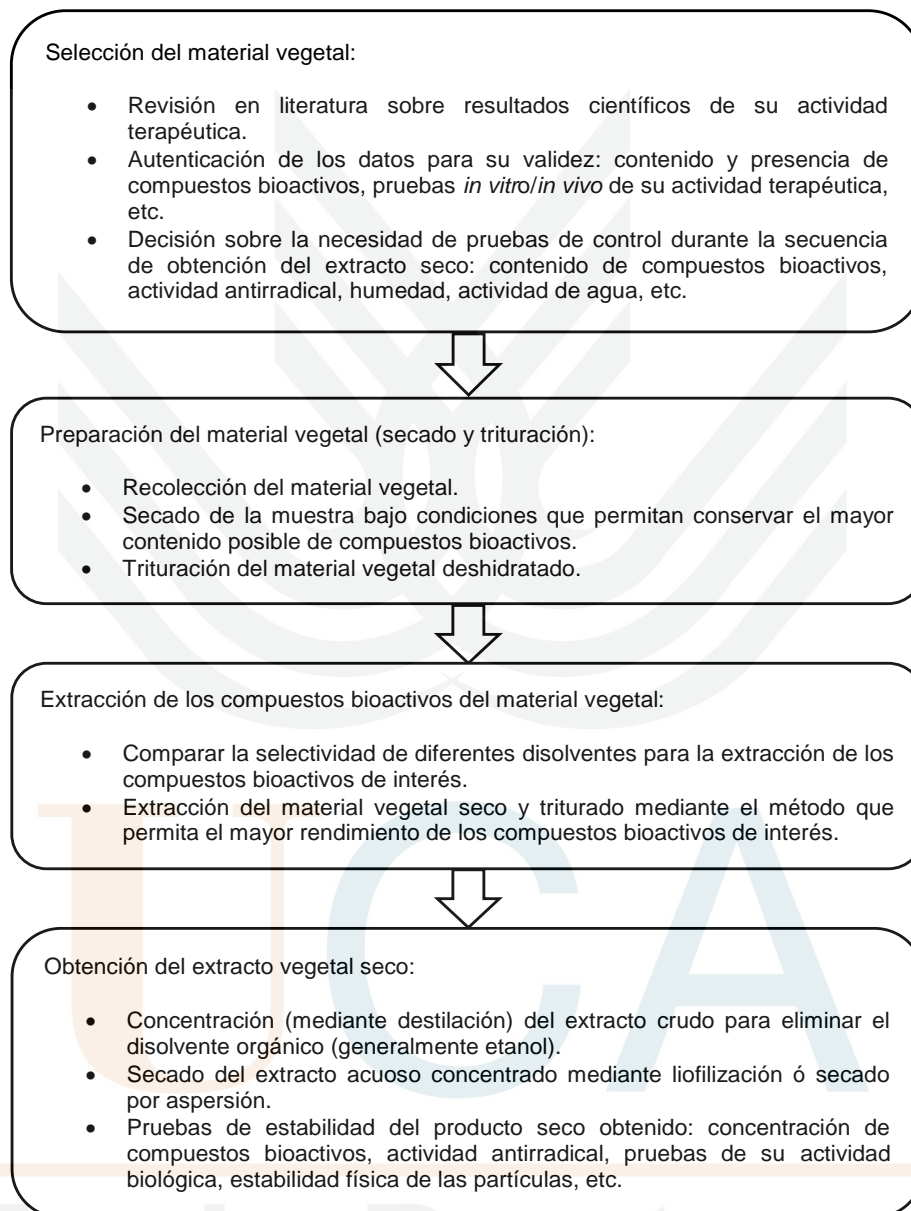 Selección del material vegetal:
• Revisión en literatura sobre resultados científicos de su actividad
terapéutica.
• Autenticación de los datos para su validez: contenido y presencia de
compuestos bioactivos, pruebas in vitro/in vivo de su actividad terapéutica,
etc.
• Decisión sobre la necesidad de pruebas de control durante la secuencia
de obtención del extracto seco: contenido de compuestos bioactivos,
actividad antirradical, humedad, actividad de agua, etc.
Preparación del material vegetal (secado y trituración):
• Recolección del material vegetal.
• Secado de la muestra bajo condiciones que permitan conservar el mayor
contenido posible de compuestos bioactivos.
• Trituración del material vegetal deshidratado.
Extracción de los compuestos bioactivos del material vegetal:
• Comparar la selectividad de diferentes disolventes para la extracción de los
compuestos bioactivos de interés.
• Extracción del material vegetal seco y triturado mediante el método que
permita el mayor rendimiento de los compuestos bioactivos de interés.
Obtención del extracto vegetal seco:
• Concentración (mediante destilación) del extracto crudo para eliminar el
disolvente orgánico (generalmente etanol).
• Secado del extracto acuoso concentrado mediante liofilización ó secado
por aspersión.
• Pruebas de estabilidad del producto seco obtenido: concentración de
compuestos bioactivos, actividad antirradical, pruebas de su actividad
biológica, estabilidad física de las partículas, etc.
UCA